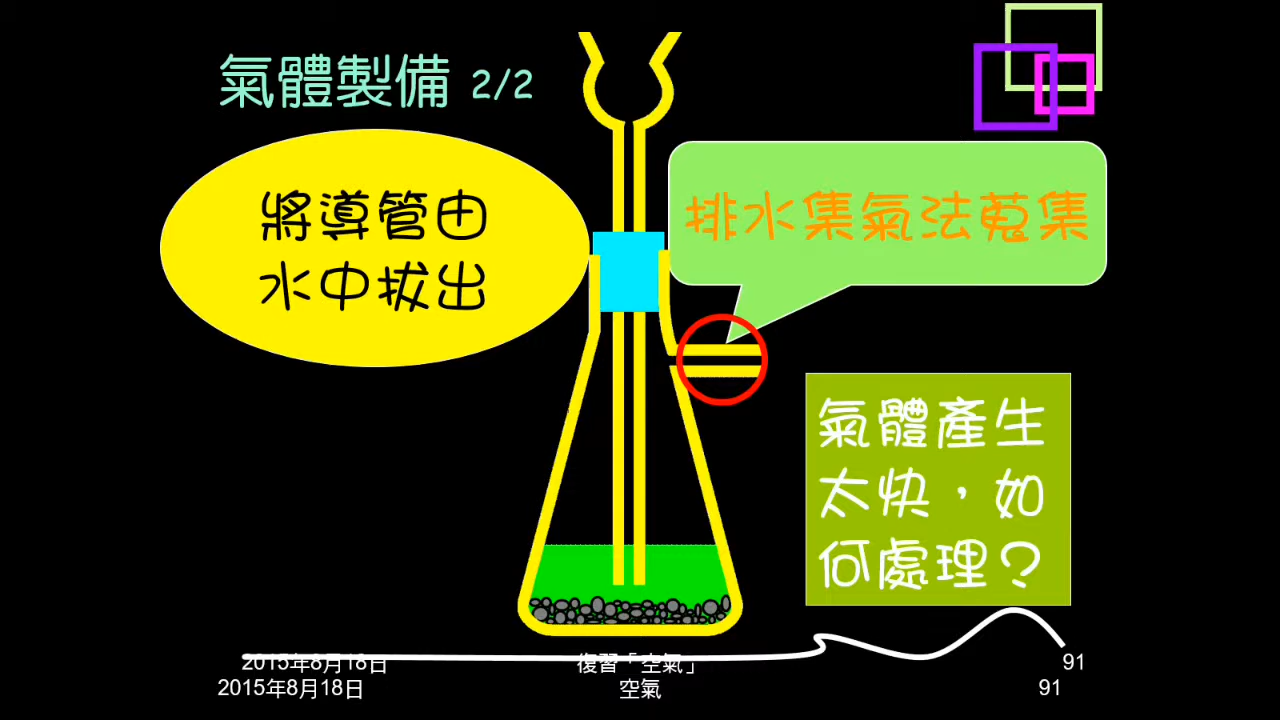 氣體製備 2/2
將導管由
水中拔出
排水集氣法蒐集
氣體產生
太快，如
何處理？
2015年8月18日
復習「空氣」
91
2015年8月18日
空氣
91